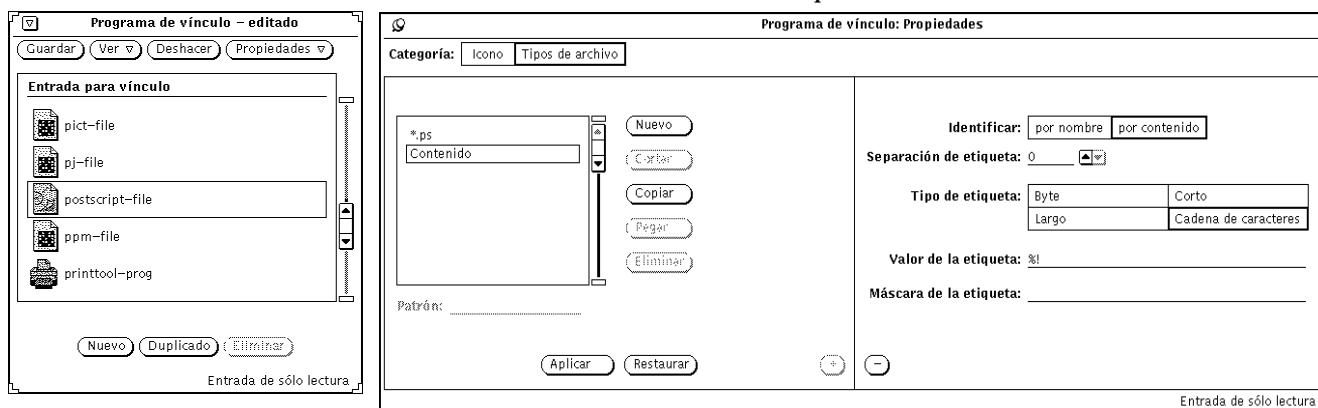 Programa de vínculo – editado
Guardar Ver Deshacer Propiedades
Entrada para vínculo
pict–file
pj–file
postscript–file
ppm–file
printtool–prog
Nuevo Duplicado Eliminar
Entrada de sólo lectura
Programa de vínculo: Propiedades
Categoría: Icono Tipos de archivo
*.ps
Contenido
Nuevo
Cortar
Copiar
Pegar
Eliminar
Patrón:
Aplicar Restaurar +
Identificar: por nombre por contenido
Separación de etiqueta: 0
Tipo de etiqueta: Byte Corto
Largo Cadena de caracteres
Valor de la etiqueta: %!
Máscara de la etiqueta:
−
Entrada de sólo lectura